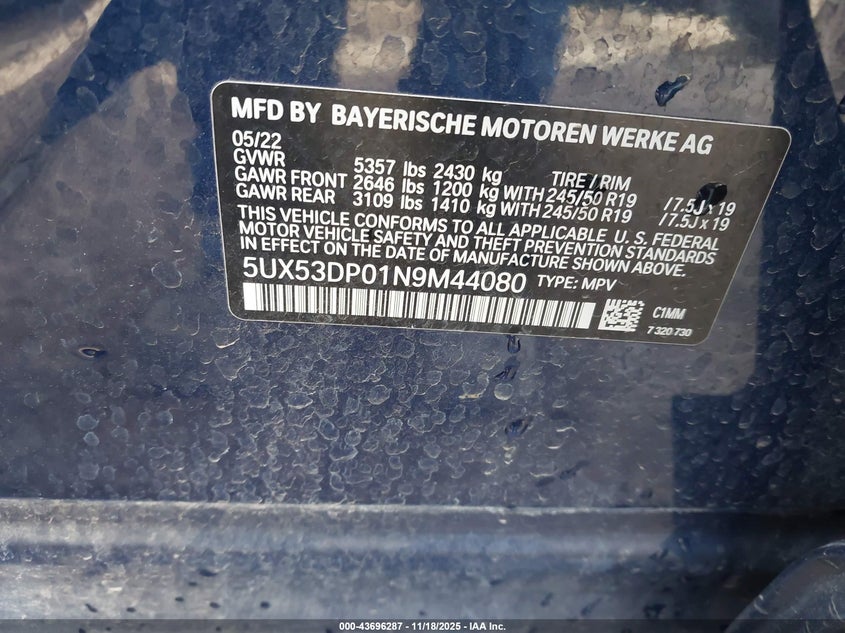 MFD BY BAYERISCHE MOTOREN WERKE AG
05/22
GVWR 5357 lbs 2430 kg TIRE/RIM
GAWR FRONT 2646 lbs 1200 kg WITH 245/50 R19 /7.5J x 19
GAWR REAR 3109 lbs 1410 kg WITH 245/50 R19 /7.5J x 19
THIS VEHICLE CONFORMS TO ALL APPLICABLE U. S. FEDERAL
MOTOR VEHICLE SAFETY AND THEFT PREVENTION STANDARDS
IN EFFECT ON THE DATE OF MANUFACTURE SHOWN ABOVE.
5UX53DP01N9M44080 TYPE: MPV
C1MM
7 320 730
000-43696287 - 11/18/2025 - IAA Inc.